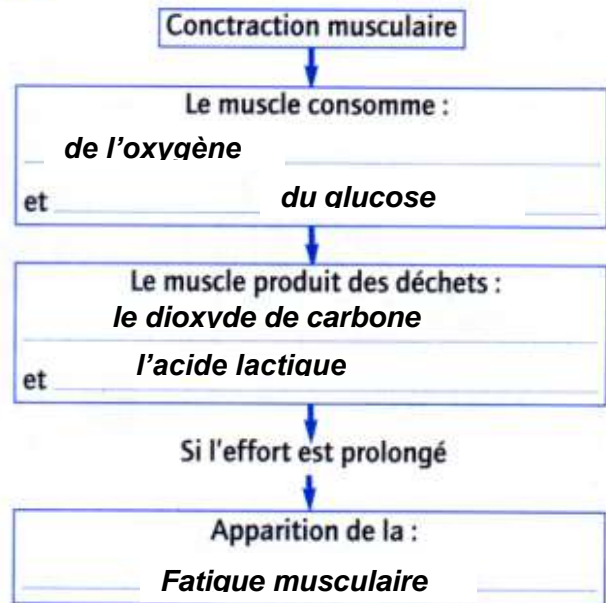 Conctraction musculaire
Le muscle consomme :
de l'oxygène
et du glucose
Le muscle produit des déchets :
le dioxyde de carbone
et l'acide lactique
Si l'effort est prolongé
Apparition de la :
Fatigue musculaire